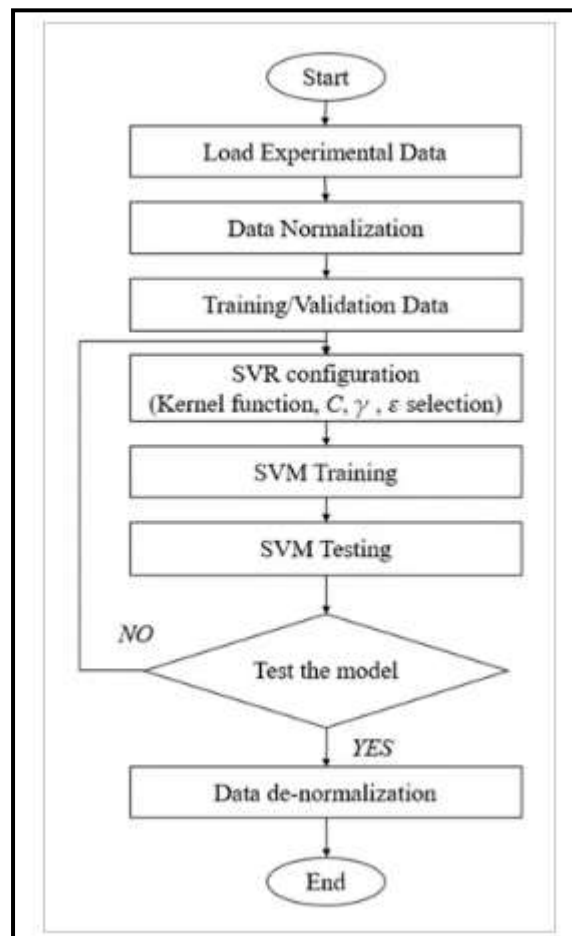 Start
Load Experimental Data
Data Normalization
Training/Validation Data
SVR configuration
(Kernel function, C, γ , ε selection)
SVM Training
SVM Testing
NO
Test the model
YES
Data de-normalization
End